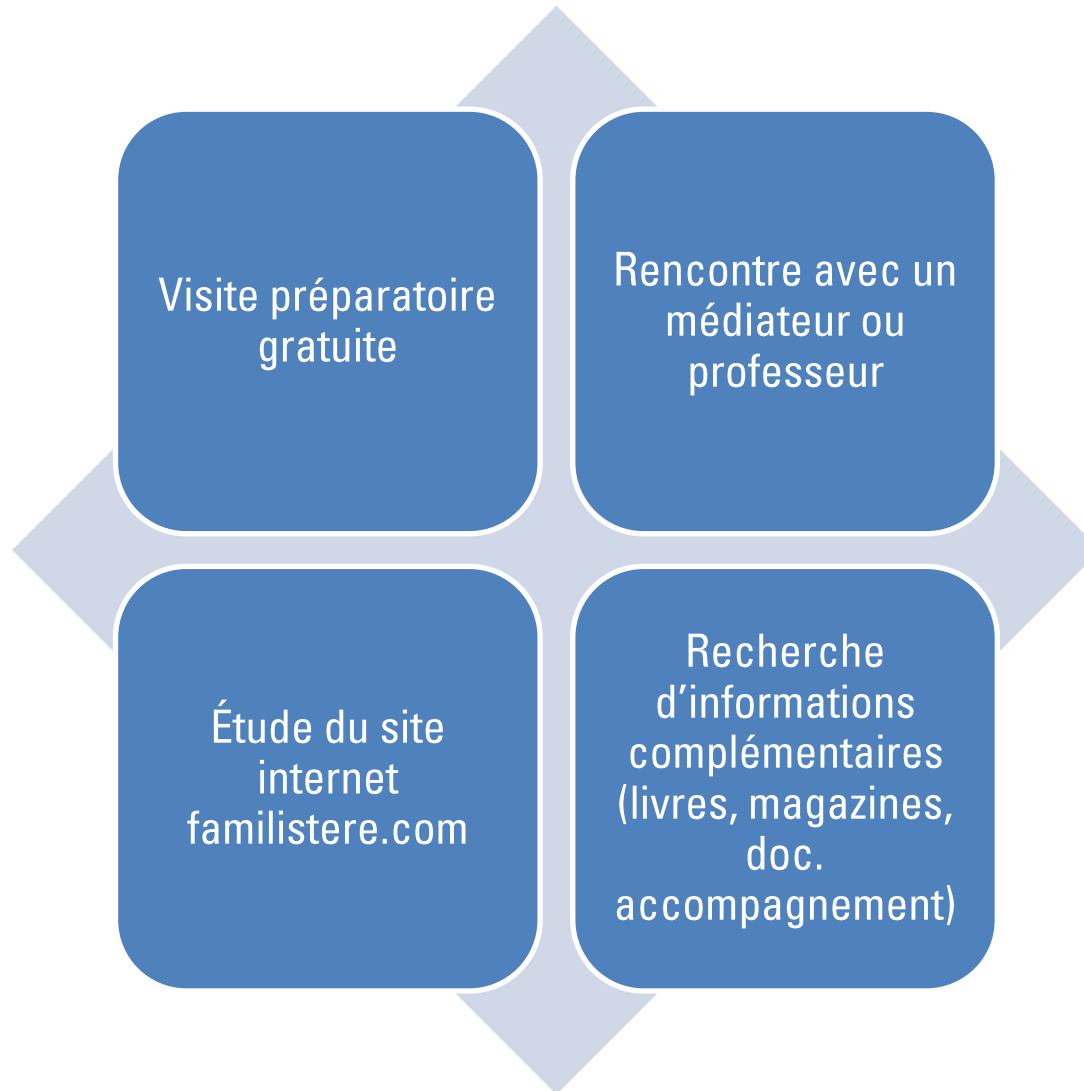 Visite préparatoire
gratuite
Rencontre avec un
médiateur ou
professeur
Étude du site
internet
familistere.com
Recherche
d’informations
complémentaires
(livres, magazines,
doc.
accompagnement)